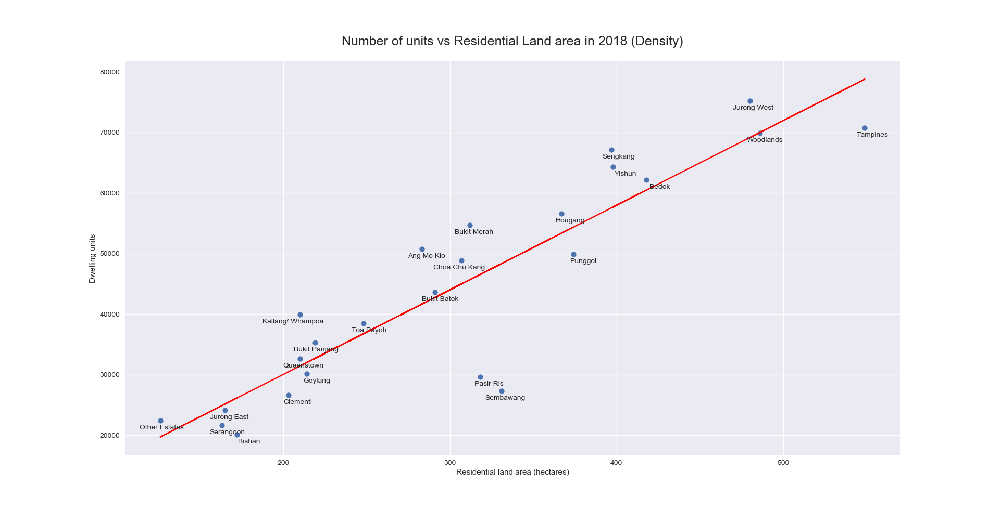 Number of units vs Residential Land area in 2018 (Density)
80000
70000
60000
50000
40000
30000
20000
Dwelling units
Jurong West
Tampines
Woodlands
Sengkang
Yishun
Bedok
Hougang
Bukit Merah
Ang Mo Kio
Punggol
Choa Chu Kang
Bukit Batok
Kallang/ Whampoa
Toa Payoh
Bukit Panjang
Queenstown
Geylang
Pasir Ris
Sembawang
Clementi
Jurong East
Other Estates
Serangoon
Bishan
200
300
400
500
Residential land area (hectares)